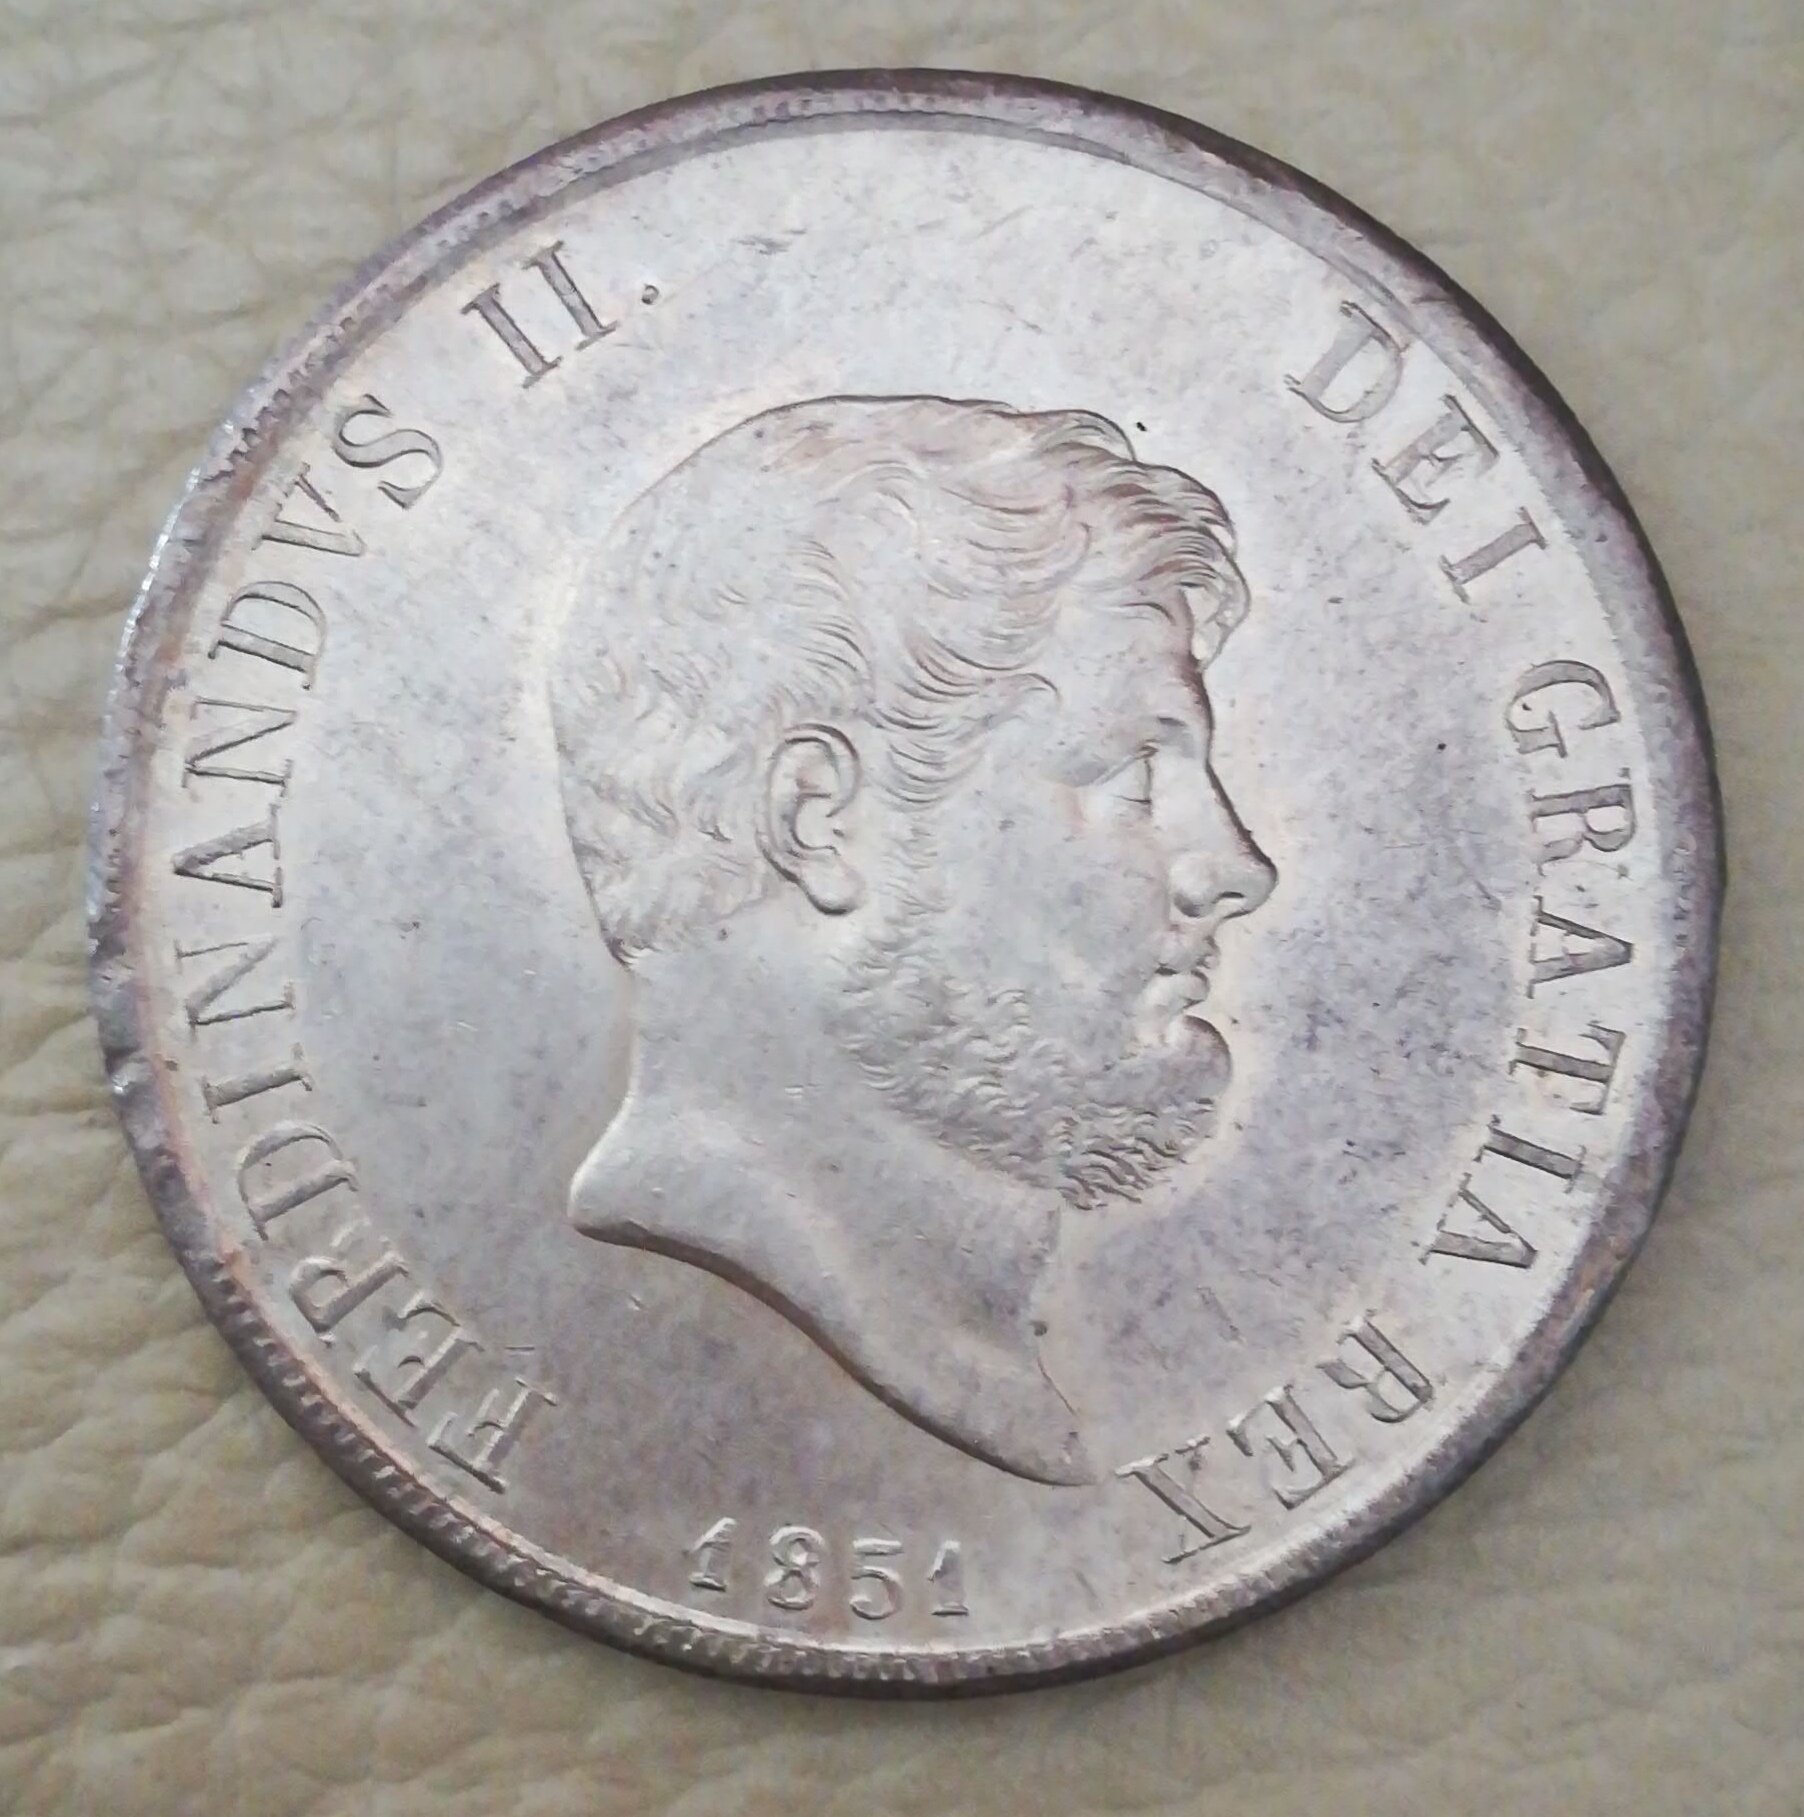 FERDINANDVS II. DEI GRATIA REX
1851